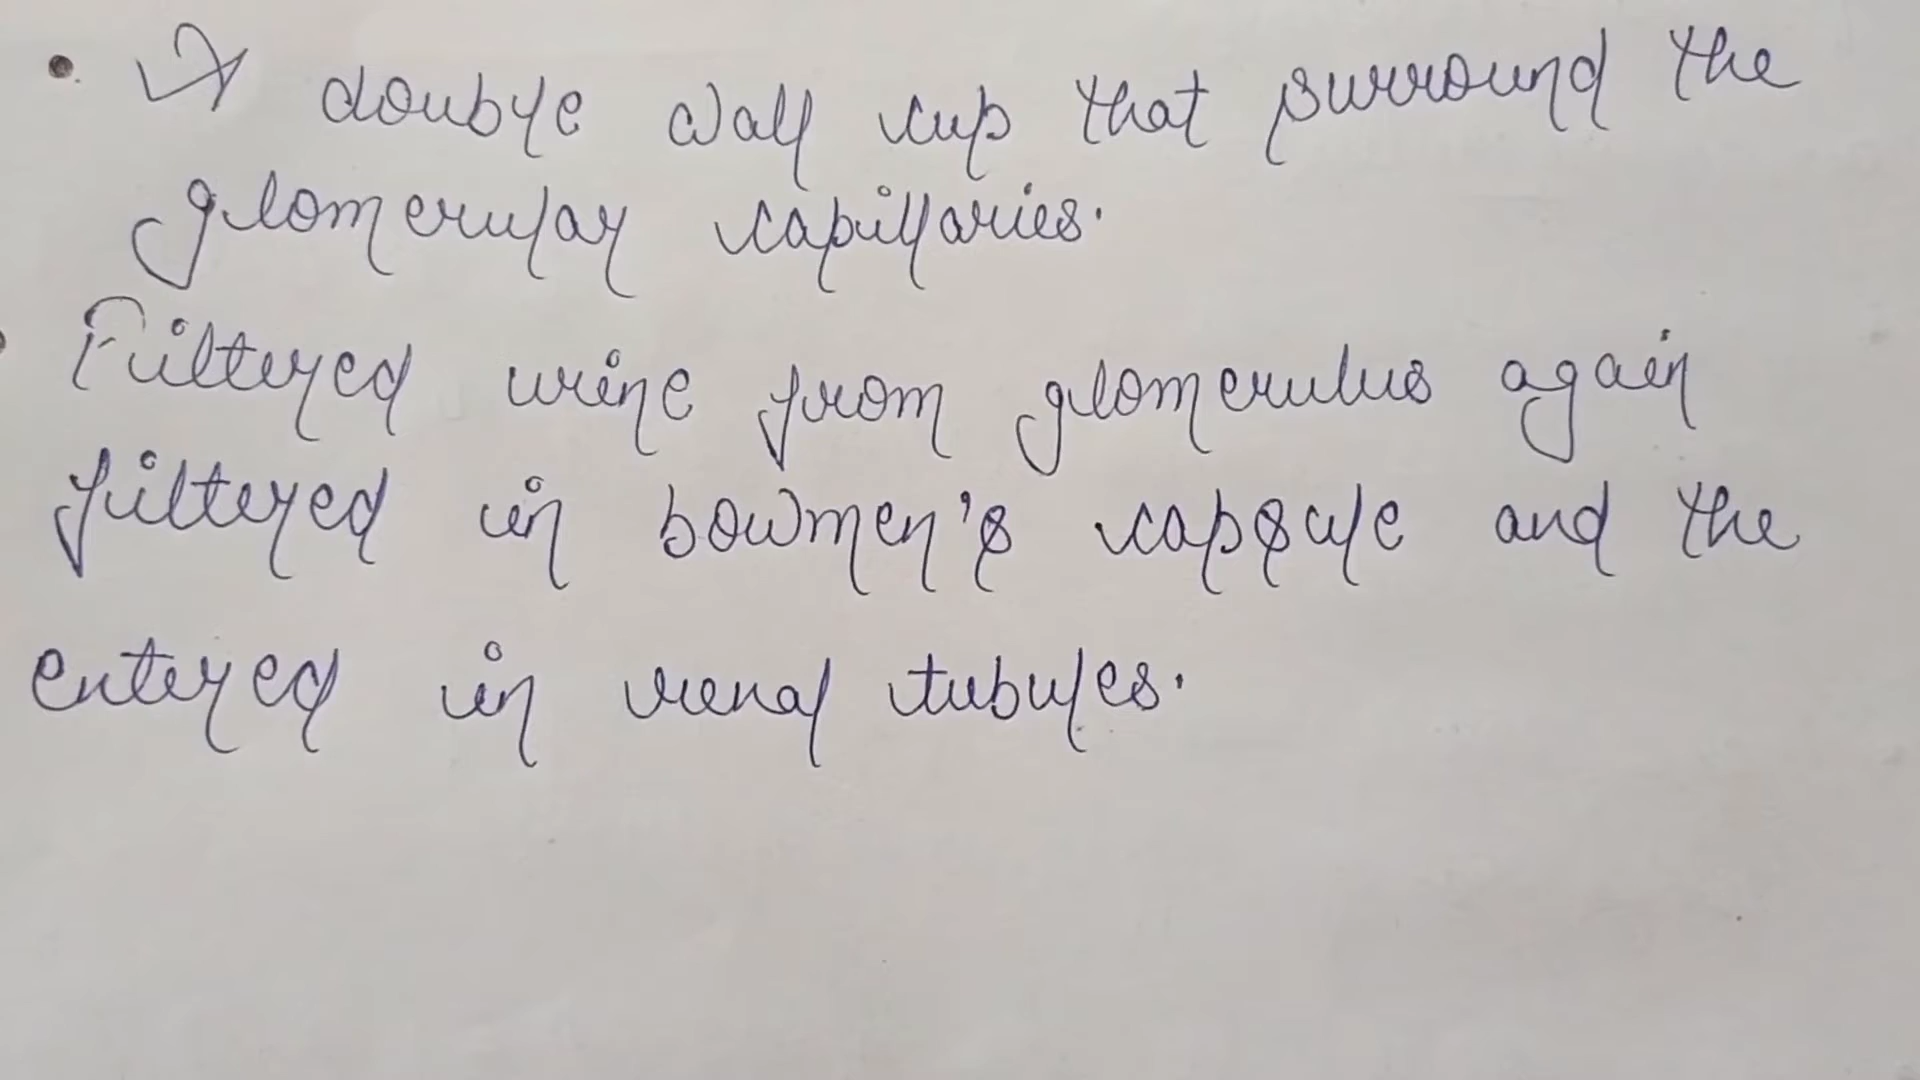 • A double wall cup that surround the
glomerular capillaries.
• Filtered urine from glomerulus again
filtered in bowmen's capsule and the
entered in renal tubules.